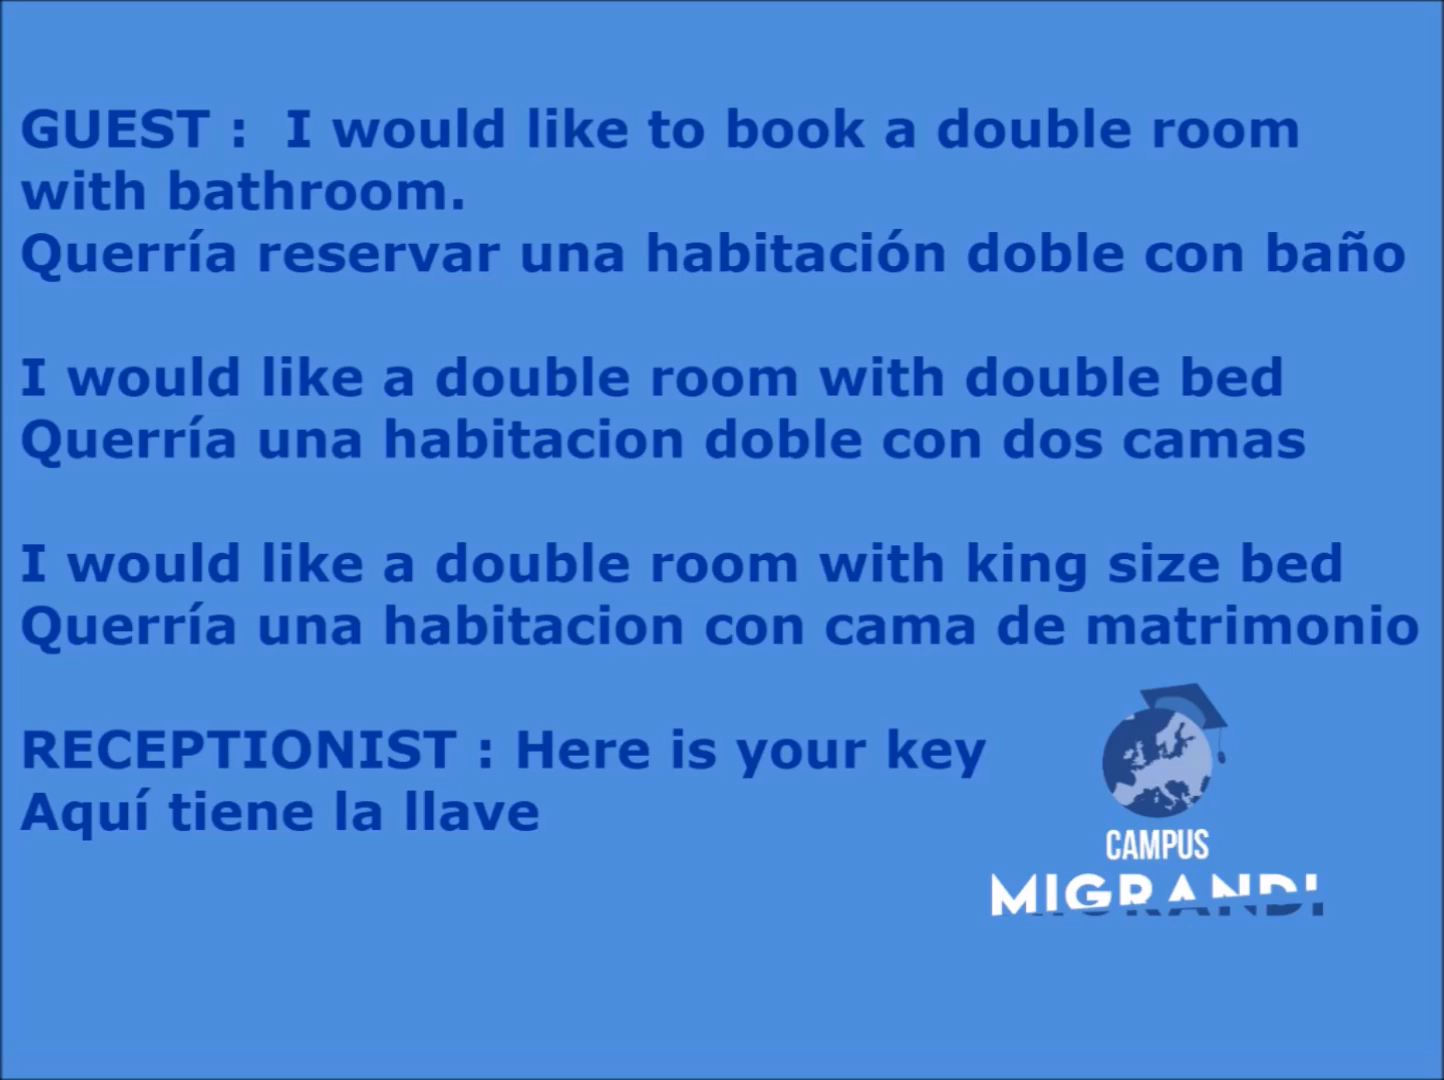 GUEST :  I would like to book a double room
with bathroom.
Querría reservar una habitación doble con baño
I would like a double room with double bed
Querría una habitacion doble con dos camas
I would like a double room with king size bed
Querría una habitacion con cama de matrimonio
RECEPTIONIST : Here is your key
Aquí tiene la llave
CAMPUS
MIGRANDI